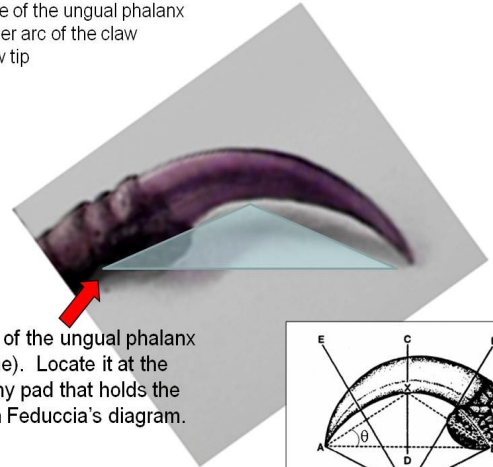 e of the ungual phalanx
er arc of the claw
v tip
of the ungual phalanx
e). Locate it at the
ny pad that holds the
Feduccia's diagram.
E
C
X
A
θ
D